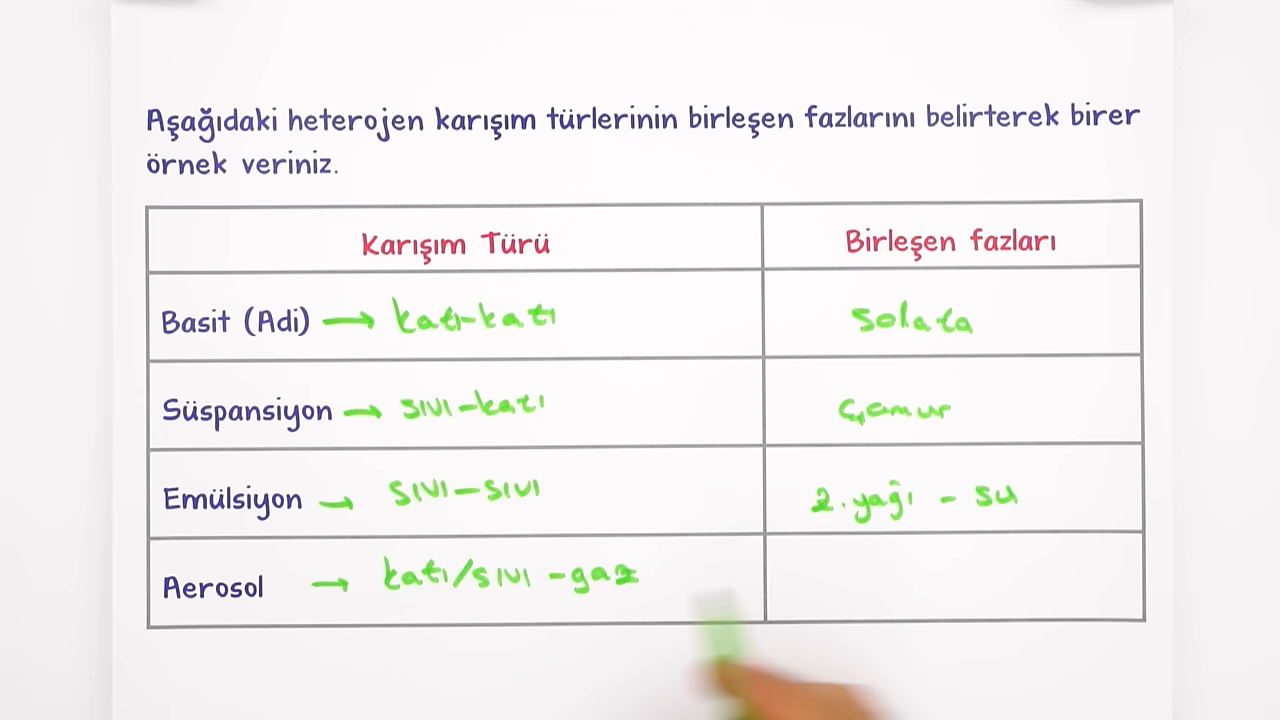 Aşağıdaki heterojen karışım türlerinin birleşen fazlarını belirterek birer
örnek veriniz.
Karışım Türü Birleşen fazları
Basit (Adi) → katı-katı Salata
Süspansiyon → sıvı-katı Çamur
Emülsiyon → sıvı-sıvı z.yağı - su
Aerosol → katı/sıvı -gaz